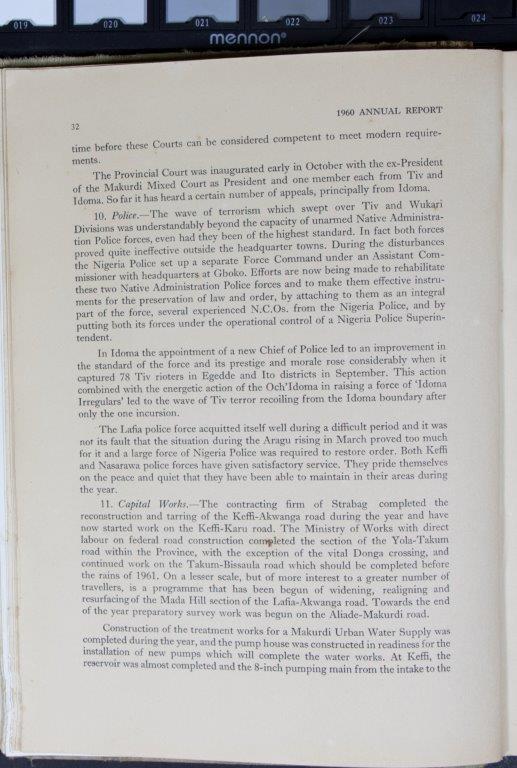 019 020 021 022 023 024
mennon®
1960 ANNUAL REPORT
32
time before these Courts can be considered competent to meet modern require-
ments.
The Provincial Court was inaugurated early in October with the ex-President
of the Makurdi Mixed Court as President and one member each from Tiv and
Idoma. So far it has heard a certain number of appeals, principally from Idoma.
10. Police.—The wave of terrorism which swept over Tiv and Wukari
Divisions was understandably beyond the capacity of unarmed Native Administra-
tion Police forces, even had they been of the highest standard. In fact both forces
proved quite ineffective outside the headquarter towns. During the disturbances
the Nigeria Police set up a separate Force Command under an Assistant Com-
missioner with headquarters at Gboko. Efforts are now being made to rehabilitate
these two Native Administration Police forces and to make them effective instru-
ments for the preservation of law and order, by attaching to them as an integral
part of the force, several experienced N.C.Os. from the Nigeria Police, and by
putting both its forces under the operational control of a Nigeria Police Superin-
tendent.
In Idoma the appointment of a new Chief of Police led to an improvement in
the standard of the force and its prestige and morale rose considerably when it
captured 78 Tiv rioters in Egedde and Ito districts in September. This action
combined with the energetic action of the Och'Idoma in raising a force of 'Idoma
Irregulars' led to the wave of Tiv terror recoiling from the Idoma boundary after
only the one incursion.
The Lafia police force acquitted itself well during a difficult period and it was
not its fault that the situation during the Aragu rising in March proved too much
for it and a large force of Nigeria Police was required to restore order. Both Keffi
and Nasarawa police forces have given satisfactory service. They pride themselves
on the peace and quiet that they have been able to maintain in their areas during
the year.
11. Capital Works.—The contracting firm of Strabag completed the
reconstruction and tarring of the Keffi-Akwanga road during the year and have
now started work on the Keffi-Karu road. The Ministry of Works with direct
labour on federal road construction completed the section of the Yola-Takum
road within the Province, with the exception of the vital Donga crossing, and
continued work on the Takum-Bissaula road which should be completed before
the rains of 1961. On a lesser scale, but of more interest to a greater number of
travellers, is a programme that has been begun of widening, realigning and
resurfacing of the Mada Hill section of the Lafia-Akwanga road. Towards the end
of the year preparatory survey work was begun on the Aliade-Makurdi road.
Construction of the treatment works for a Makurdi Urban Water Supply was
completed during the year, and the pump house was constructed in readiness for the
installation of new pumps which will complete the water works. At Keffi, the
reservoir was almost completed and the 8-inch pumping main from the intake to the